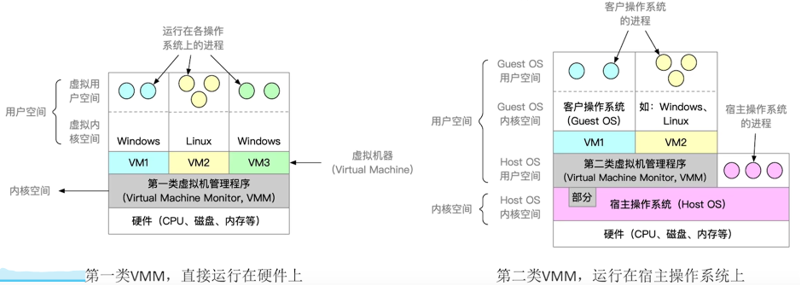 运行在各操作
系统上的进程
用户空间
虚拟用
户空间
虚拟内
核空间
Windows
Linux
Windows
VM1
VM2
VM3
虚拟机器
(Virtual Machine)
内核空间
第一类虚拟机管理程序
(Virtual Machine Monitor, VMM)
硬件（CPU、磁盘、内存等）
第一类VMM，直接运行在硬件上
客户操作系统
的进程
Guest OS
用户空间
用户空间
Guest OS
内核空间
客户操作系统
(Guest OS)
如：Windows、
Linux
宿主操作系统
的进程
VM1
VM2
Host OS
用户空间
第二类虚拟机管理程序
(Virtual Machine Monitor, VMM)
内核空间
Host OS
内核空间
部分
宿主操作系统（Host OS）
硬件（CPU、磁盘、内存等）
第二类VMM，运行在宿主操作系统上